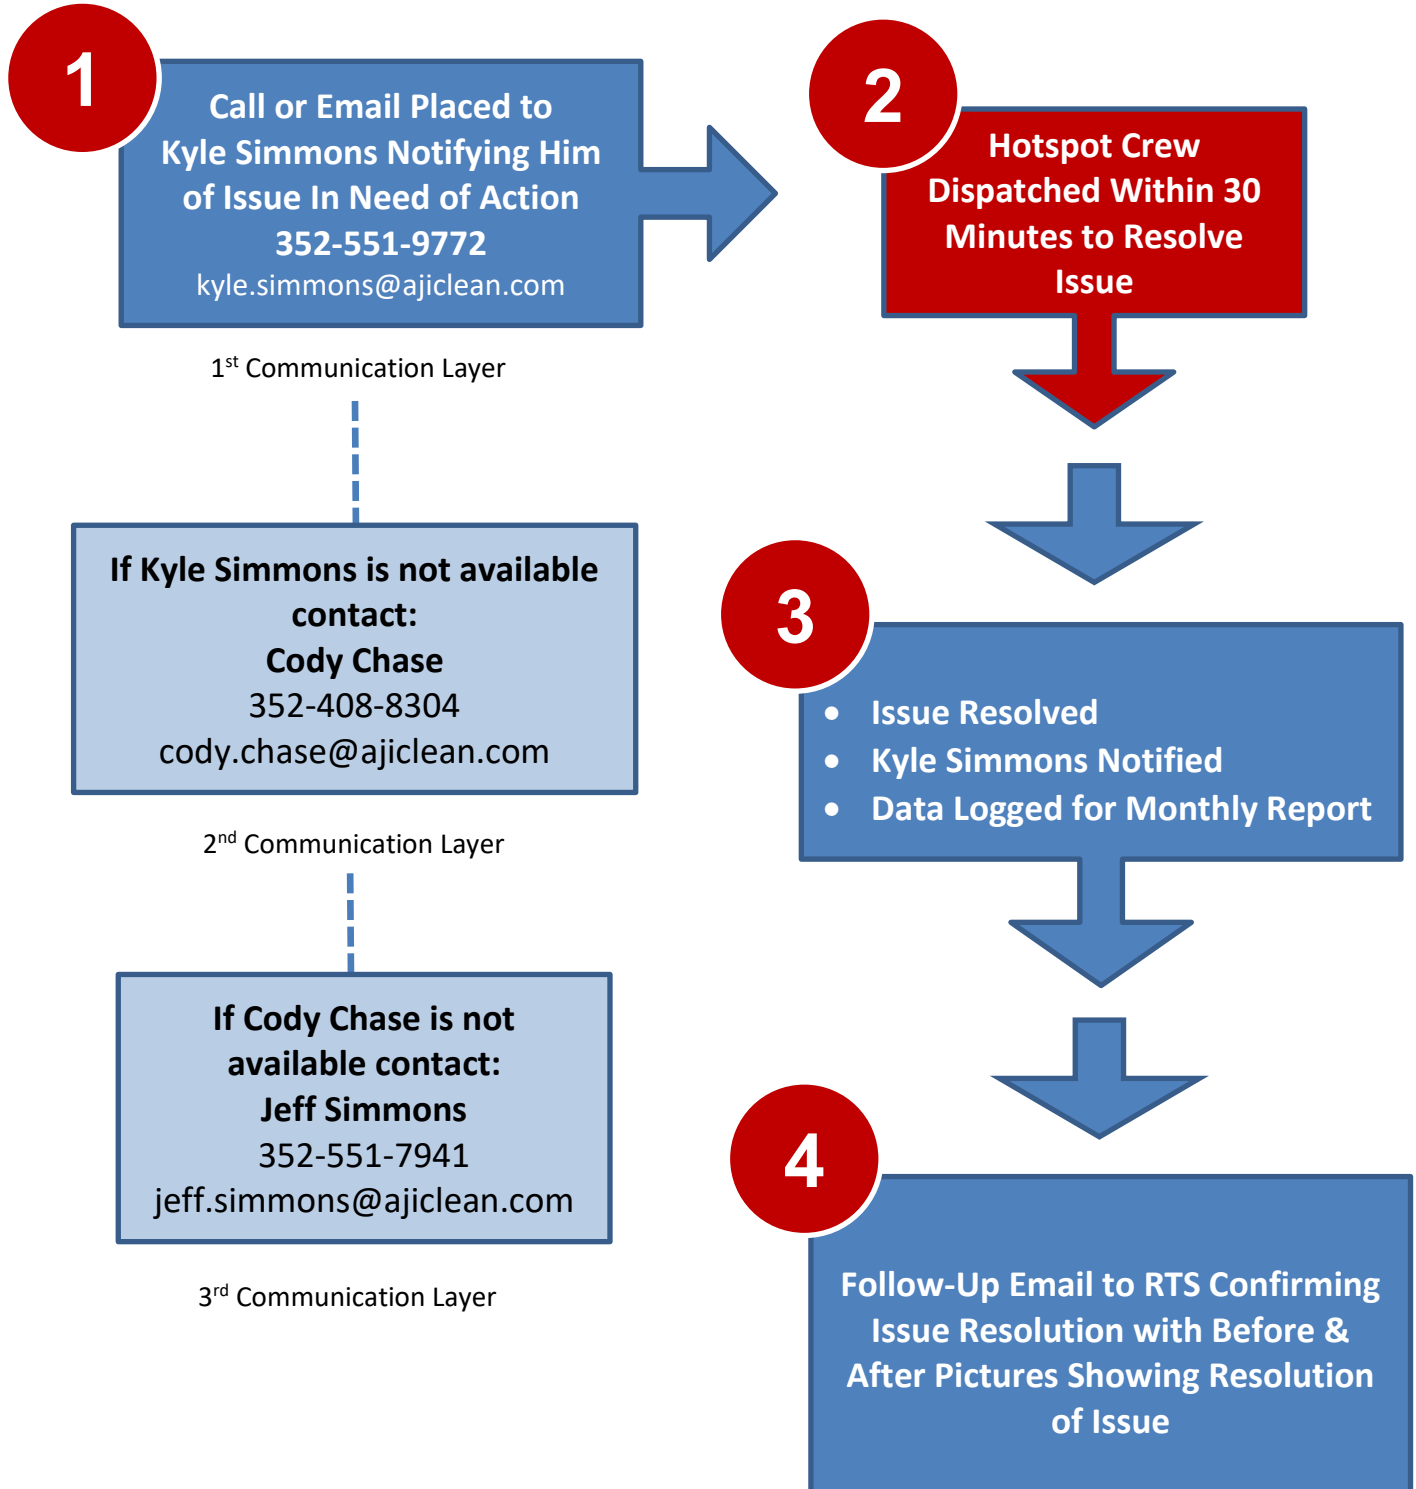 1
Call or Email Placed to
Kyle Simmons Notifying Him
of Issue In Need of Action
352-551-9772
kyle.simmons@ajiclean.com
1st Communication Layer
If Kyle Simmons is not available
contact:
Cody Chase
352-408-8304
cody.chase@ajiclean.com
2nd Communication Layer
If Cody Chase is not
available contact:
Jeff Simmons
352-551-7941
jeff.simmons@ajiclean.com
3rd Communication Layer
2
Hotspot Crew
Dispatched Within 30
Minutes to Resolve
Issue
3
• Issue Resolved
• Kyle Simmons Notified
• Data Logged for Monthly Report
4
Follow-Up Email to RTS Confirming
Issue Resolution with Before &
After Pictures Showing Resolution
of Issue